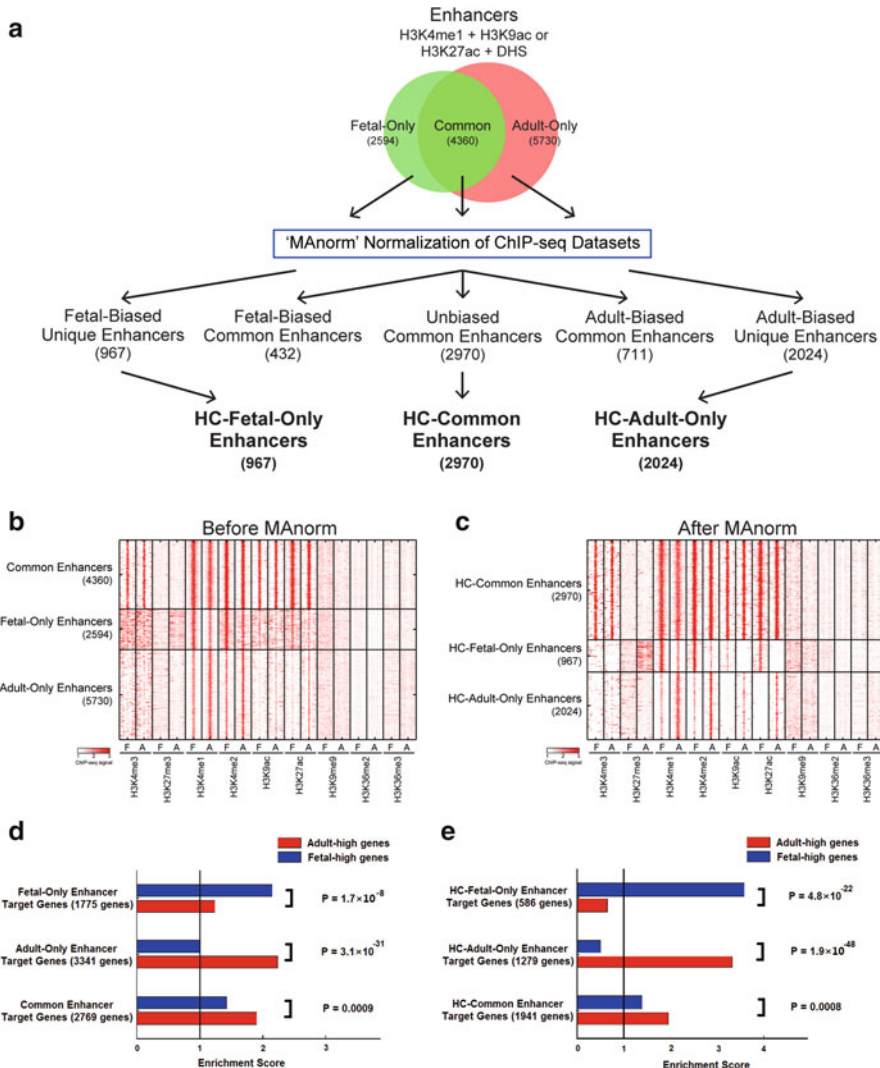 a
Enhancers
H3K4me1 + H3K9ac or
H3K27ac + DHS
Fetal-Only
(2594)
Common
(4360)
Adult-Only
(5730)
'MAnorm' Normalization of ChIP-seq Datasets
Fetal-Biased
Unique Enhancers
(967)
Fetal-Biased
Common Enhancers
(432)
Unbiased
Common Enhancers
(2970)
Adult-Biased
Common Enhancers
(711)
Adult-Biased
Unique Enhancers
(2024)
HC-Fetal-Only
Enhancers
(967)
HC-Common
Enhancers
(2970)
HC-Adult-Only
Enhancers
(2024)
b
Before MAnorm
Common Enhancers
(4360)
Fetal-Only Enhancers
(2594)
Adult-Only Enhancers
(5730)
ChIP-seq signal
F A F A F A F A F A F A F A F A F A
H3K4me3
H3K27me3
H3K4me1
H3K4me2
H3K9ac
H3K27ac
H3K9me9
H3K36me2
H3K36me3
c
After MAnorm
HC-Common Enhancers
(2970)
HC-Fetal-Only Enhancers
(967)
HC-Adult-Only Enhancers
(2024)
ChIP-seq signal
F A F A F A F A F A F A F A F A F A
H3K4me3
H3K27me3
H3K4me1
H3K4me2
H3K9ac
H3K27ac
H3K9me9
H3K36me2
H3K36me3
d
Adult-high genes
Fetal-high genes
Fetal-Only Enhancer
Target Genes (1775 genes)
P = 1.7×10-8
Adult-Only Enhancer
Target Genes (3341 genes)
P = 3.1×10-31
Common Enhancer
Target Genes (2769 genes)
P = 0.0009
0 1 2 3
Enrichment Score
e
Adult-high genes
Fetal-high genes
HC-Fetal-Only Enhancer
Target Genes (586 genes)
P = 4.8×10-22
HC-Adult-Only Enhancer
Target Genes (1279 genes)
P = 1.9×10-48
HC-Common Enhancer
Target Genes (1941 genes)
P = 0.0008
0 1 2 3 4
Enrichment Score